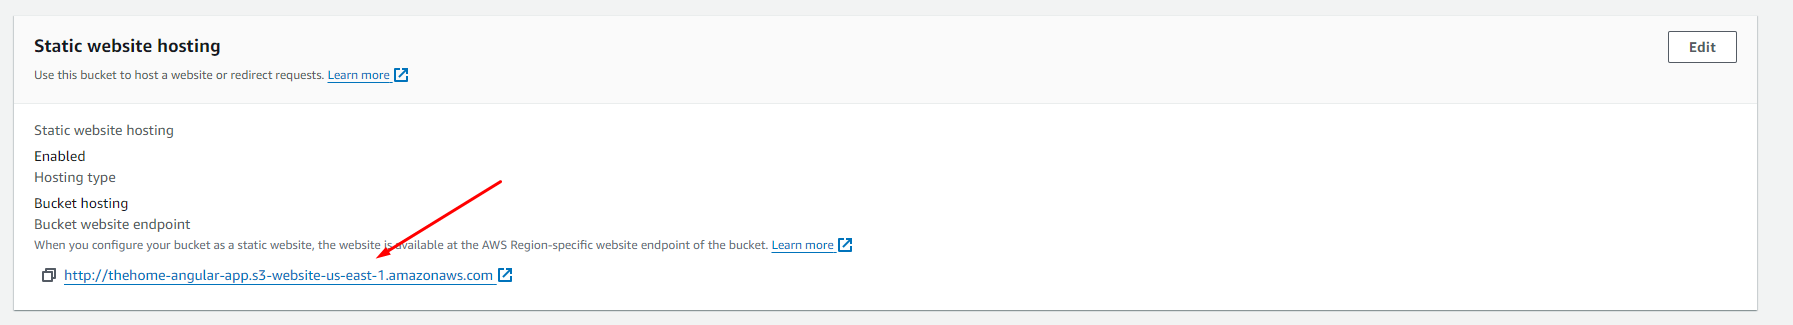 Static website hosting
Edit
Use this bucket to host a website or redirect requests. Learn more
Static website hosting
Enabled
Hosting type
Bucket hosting
Bucket website endpoint
When you configure your bucket as a static website, the website is available at the AWS Region-specific website endpoint of the bucket. Learn more
http://thehome-angular-app.s3-website-us-east-1.amazonaws.com